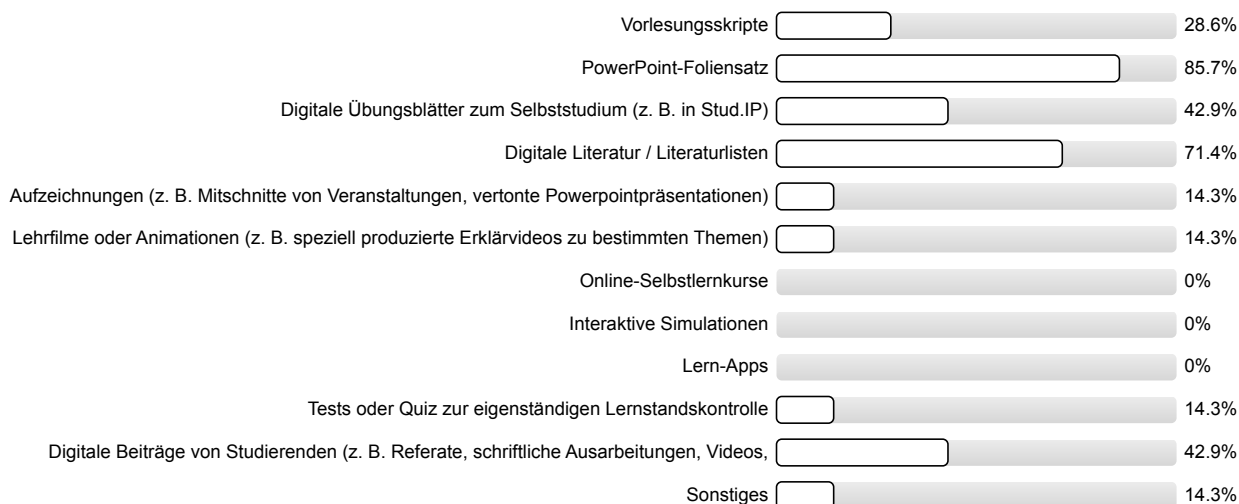 Vorlesungsskripte 28.6%
PowerPoint-Foliensatz 85.7%
Digitale Übungsblätter zum Selbststudium (z. B. in Stud.IP) 42.9%
Digitale Literatur / Literaturlisten 71.4%
Aufzeichnungen (z. B. Mitschnitte von Veranstaltungen, vertonte Powerpointpräsentationen) 14.3%
Lehrfilme oder Animationen (z. B. speziell produzierte Erklärvideos zu bestimmten Themen) 14.3%
Online-Selbstlernkurse 0%
Interaktive Simulationen 0%
Lern-Apps 0%
Tests oder Quiz zur eigenständigen Lernstandskontrolle 14.3%
Digitale Beiträge von Studierenden (z. B. Referate, schriftliche Ausarbeitungen, Videos, 42.9%
Sonstiges 14.3%